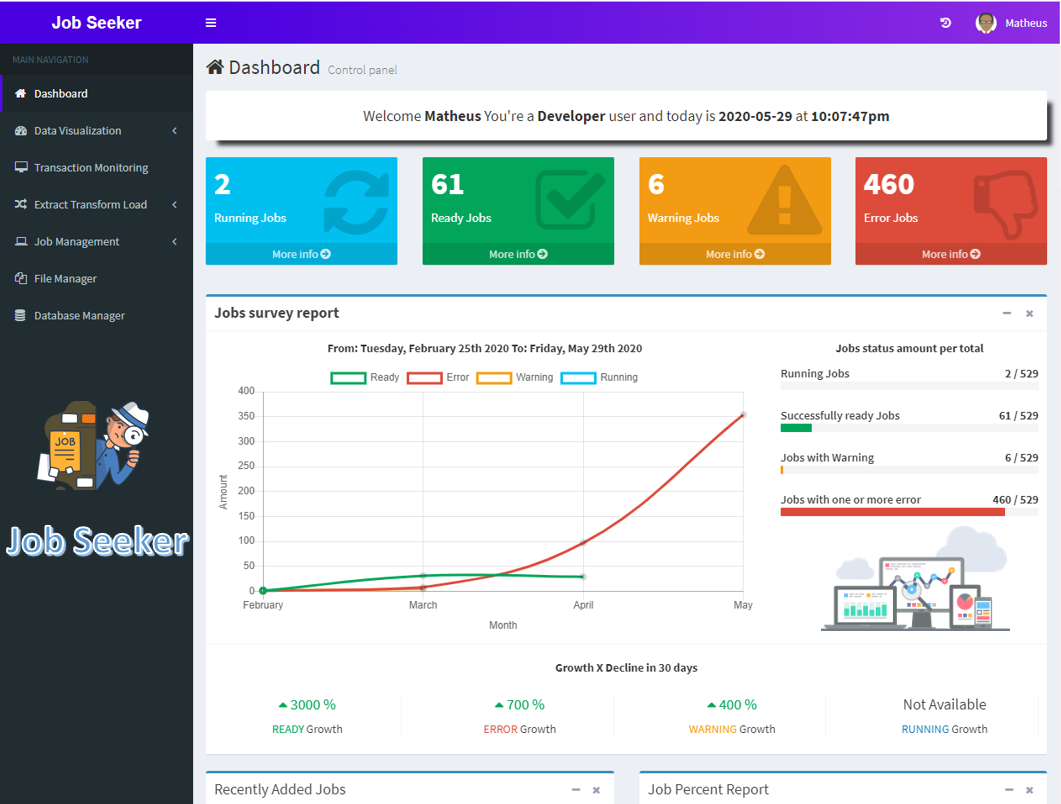 Job Seeker
Matheus
MAIN NAVIGATION
Dashboard
Data Visualization
Transaction Monitoring
Extract Transform Load
Job Management
File Manager
Database Manager
JOB
Job Seeker
Dashboard Control panel
Welcome Matheus You're a Developer user and today is 2020-05-29 at 10:07:47pm
2
Running Jobs
More info
61
Ready Jobs
More info
6
Warning Jobs
More info
460
Error Jobs
More info
Jobs survey report
From: Tuesday, February 25th 2020 To: Friday, May 29th 2020
Ready Error Warning Running
400
350
300
250
200
150
100
50
0
Amount
February March April May
Month
Jobs status amount per total
Running Jobs 2 / 529
Successfully ready Jobs 61 / 529
Jobs with Warning 6 / 529
Jobs with one or more error 460 / 529
Growth X Decline in 30 days
3000 %
READY Growth
700 %
ERROR Growth
400 %
WARNING Growth
Not Available
RUNNING Growth
Recently Added Jobs
Job Percent Report